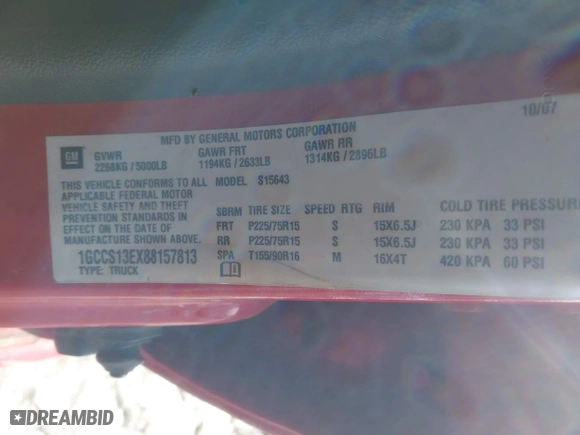 10/07
MFD BY GENERAL MOTORS CORPORATION
GM GVWR GAWR FRT GAWR RR
2268KG / 5000LB 1194KG / 2633LB 1314KG / 2896LB
THIS VEHICLE CONFORMS TO ALL MODEL S15643
APPLICABLE FEDERAL MOTOR
VEHICLE SAFETY AND THEFT
PREVENTION STANDARDS IN
EFFECT ON THE DATE OF
MANUFACTURE SHOWN ABOVE.
1GCCS13EX88157813
TYPE: TRUCK
SBRM TIRE SIZE SPEED RTG RIM COLD TIRE PRESSURE
FRT P225/75R15 S 15X6.5J 230 KPA 33 PSI
RR P225/75R15 S 15X6.5J 230 KPA 33 PSI
SPA T155/90R16 M 16X4T 420 KPA 60 PSI
DREAMBID